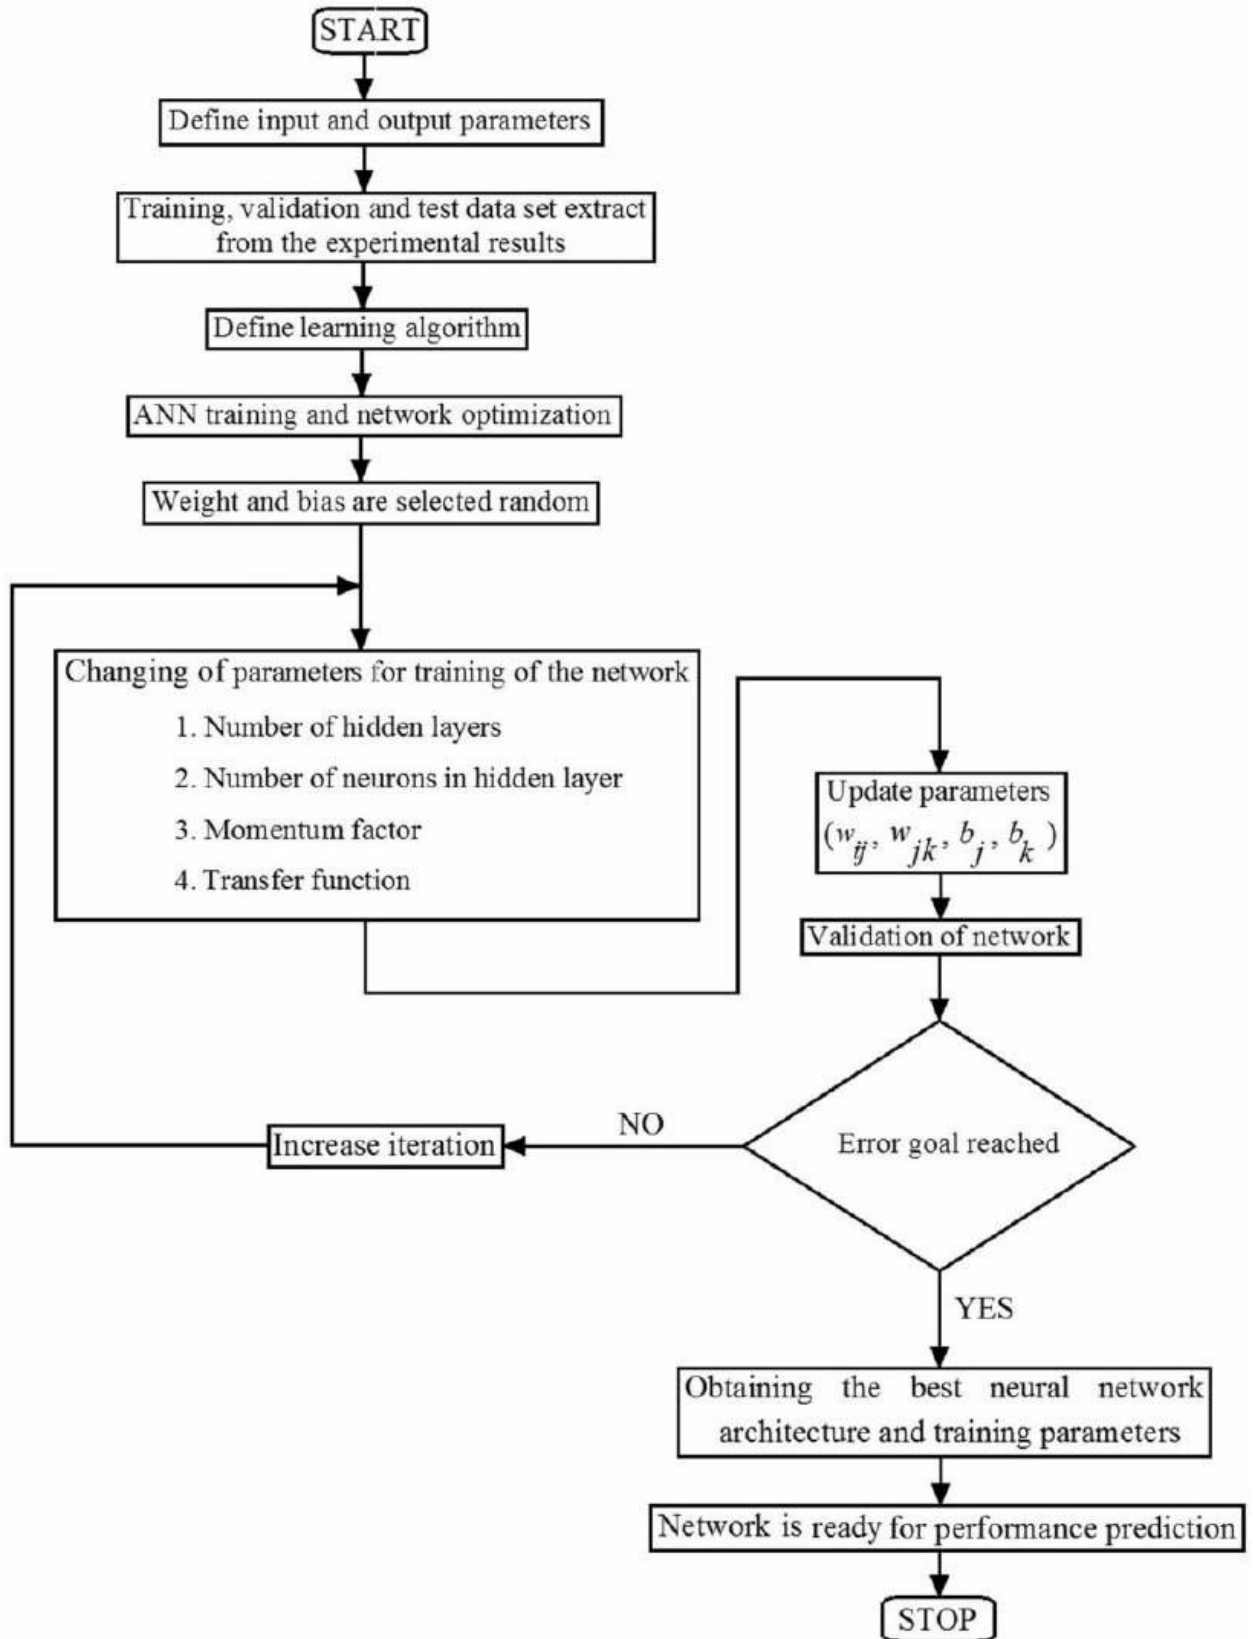 START
Define input and output parameters
Training, validation and test data set extract
from the experimental results
Define learning algorithm
ANN training and network optimization
Weight and bias are selected random
Changing of parameters for training of the network
1. Number of hidden layers
2. Number of neurons in hidden layer
3. Momentum factor
4. Transfer function
Update parameters
(w_ij, w_jk, b_j, b_k)
Validation of network
Error goal reached
NO
Increase iteration
YES
Obtaining the best neural network
architecture and training parameters
Network is ready for performance prediction
STOP